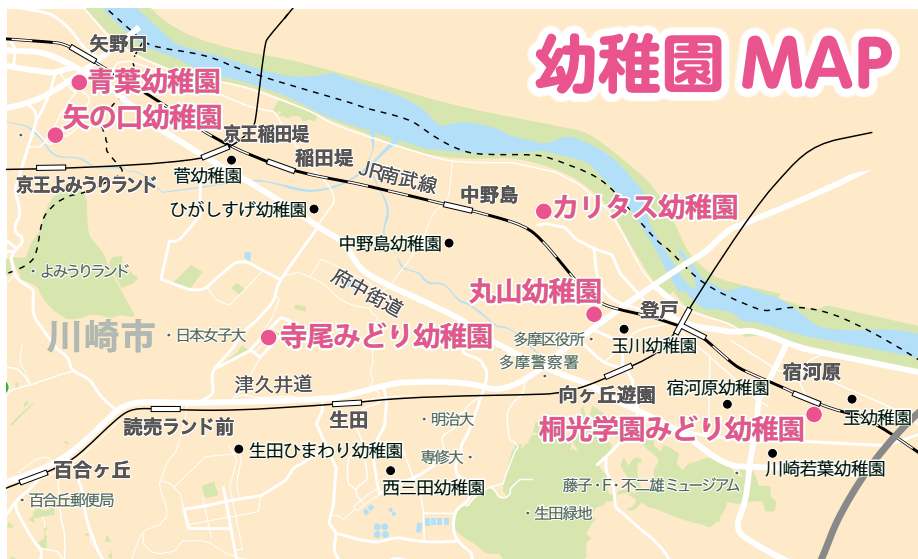 幼稚園 MAP
矢野口
青葉幼稚園
矢の口幼稚園
京王稲田堤
稲田堤
菅幼稚園
京王よみうりランド
JR南武線
中野島
カリタス幼稚園
ひがしすげ幼稚園
中野島幼稚園
・よみうりランド
府中街道
丸山幼稚園
登戸
川崎市
・日本女子大
寺尾みどり幼稚園
多摩区役所・
玉川幼稚園
多摩警察署
津久井道
向ヶ丘遊園
宿河原幼稚園
宿河原
読売ランド前
生田
・明治大
玉幼稚園
桐光学園みどり幼稚園
生田ひまわり幼稚園
専修大・
川崎若葉幼稚園
百合ヶ丘
西三田幼稚園
藤子・F・不二雄ミュージアム
・百合丘郵便局
・生田緑地